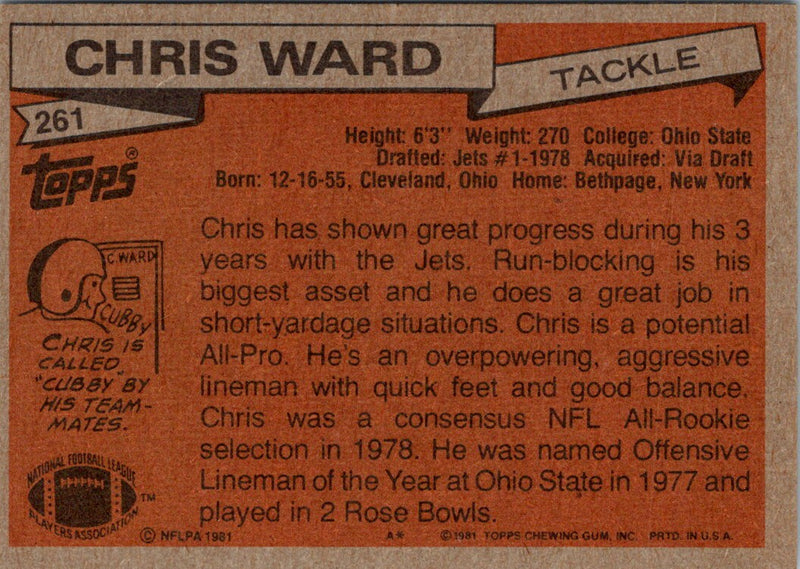 CHRIS WARD
TACKLE
261
Topps®
Height: 6'3" Weight: 270 College: Ohio State
Drafted: Jets #1-1978 Acquired: Via Draft
Born: 12-16-55, Cleveland, Ohio Home: Bethpage, New York
Chris has shown great progress during his 3
years with the Jets. Run-blocking is his
biggest asset and he does a great job in
short-yardage situations. Chris is a potential
All-Pro. He's an overpowering, aggressive
lineman with quick feet and good balance.
Chris was a consensus NFL All-Rookie
selection in 1978. He was named Offensive
Lineman of the Year at Ohio State in 1977 and
played in 2 Rose Bowls.
C. WARD
CUBBY
CHRIS IS
CALLED
"CUBBY BY
HIS TEAM-
MATES.
NATIONAL FOOTBALL LEAGUE
PLAYERS ASSOCIATION
TM
© NFLPA 1981
A* ©1981 TOPPS CHEWING GUM, INC. PRTD. IN U.S.A.